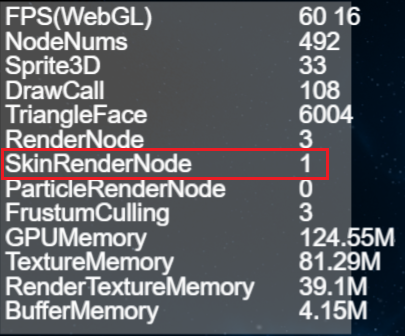 FPS(WebGL) 60 16
NodeNums 492
Sprite3D 33
DrawCall 108
TriangleFace 6004
RenderNode 3
SkinRenderNode 1
ParticleRenderNode 0
FrustumCulling 3
GPUMemory 124.55M
TextureMemory 81.29M
RenderTextureMemory 39.1M
BufferMemory 4.15M